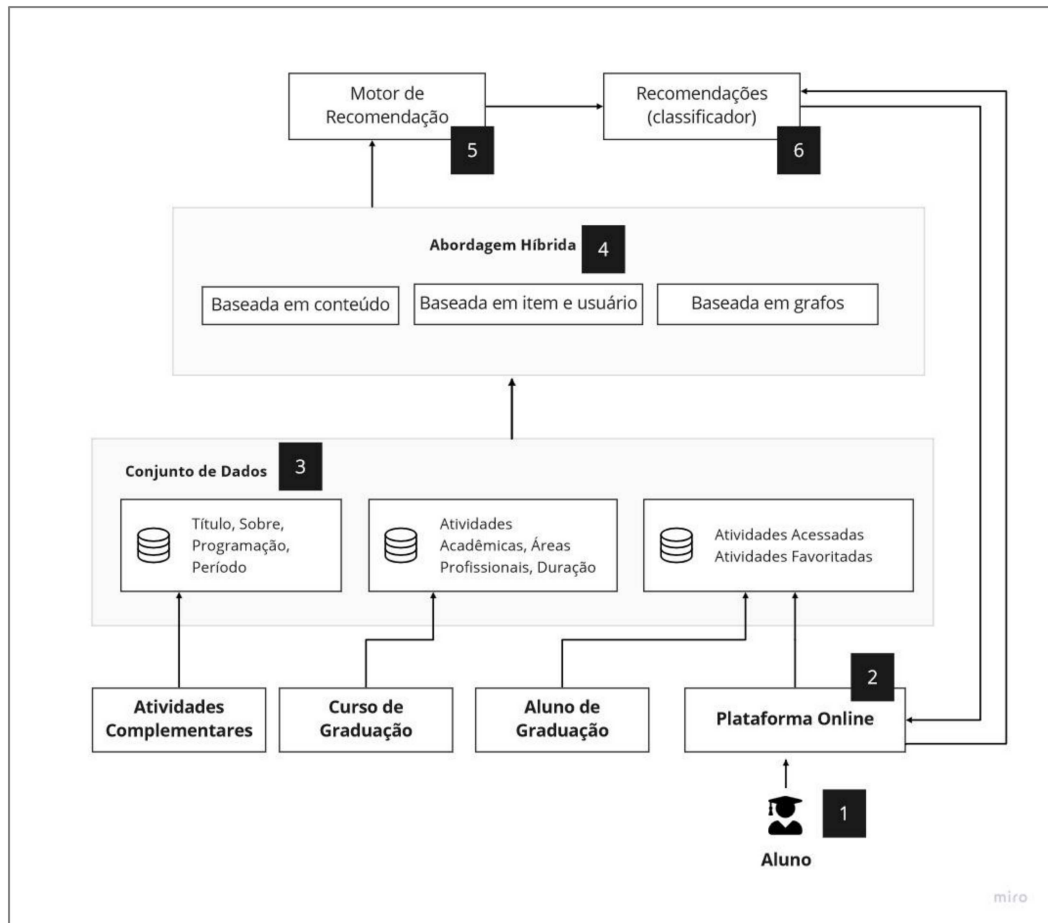 Motor de
Recomendação
5
Recomendações
(classificador)
6
Abordagem Híbrida
4
Baseada em conteúdo
Baseada em item e usuário
Baseada em grafos
Conjunto de Dados
3
Título, Sobre,
Programação,
Período
Atividades
Acadêmicas, Áreas
Profissionais, Duração
Atividades Acessadas
Atividades Favoritadas
Atividades
Complementares
Curso de
Graduação
Aluno de
Graduação
Plataforma Online
2
1
Aluno
miro